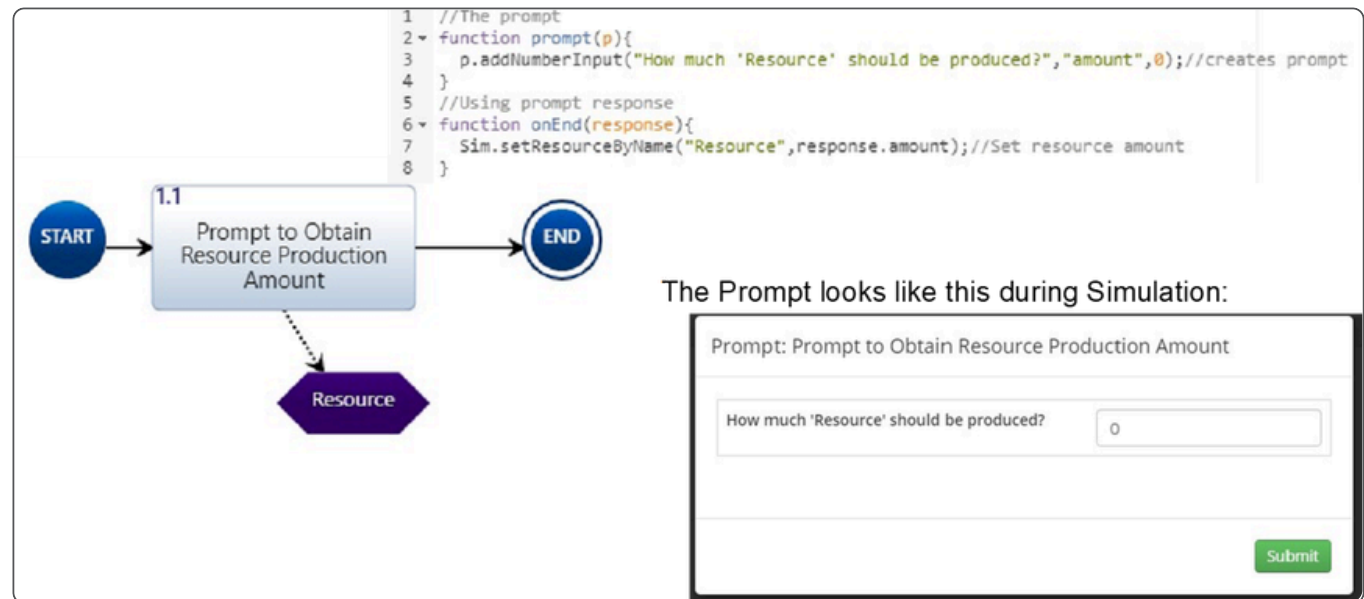 1 //The prompt
2 function prompt(p){
3 p.addNumberInput("How much 'Resource' should be produced?","amount",0);//creates prompt
4 }
5 //Using prompt response
6 function onEnd(response){
7 Sim.setResourceByName("Resource",response.amount);//Set resource amount
8 }
START
1.1
Prompt to Obtain
Resource Production
Amount
END
Resource
The Prompt looks like this during Simulation:
Prompt: Prompt to Obtain Resource Production Amount
How much 'Resource' should be produced?
0
Submit